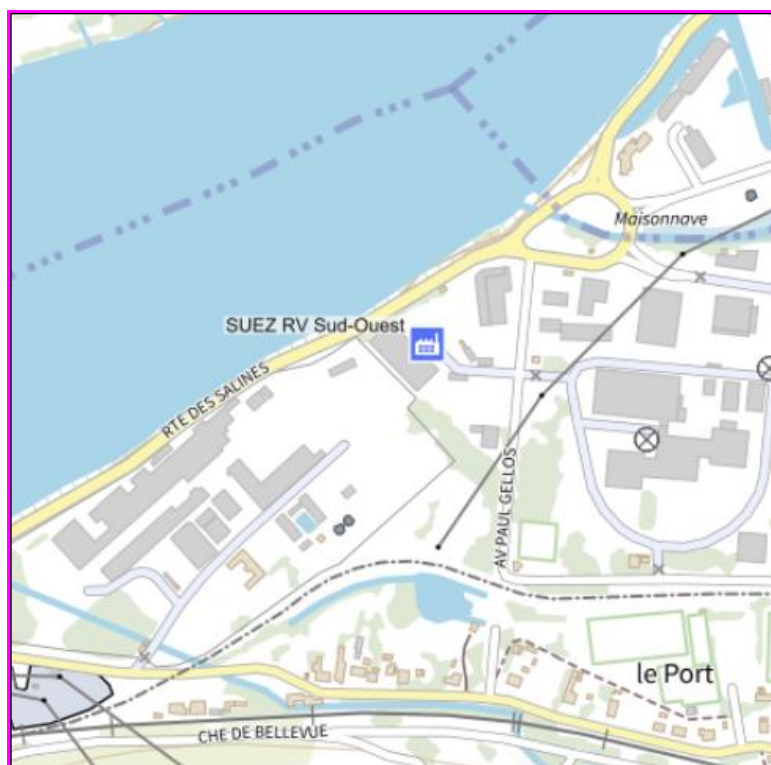 Maisonnave
SUEZ RV Sud-Ouest
RTE DES SALINES
AV PAUL GELLOS
le Port
CHE DE BELLEVUE